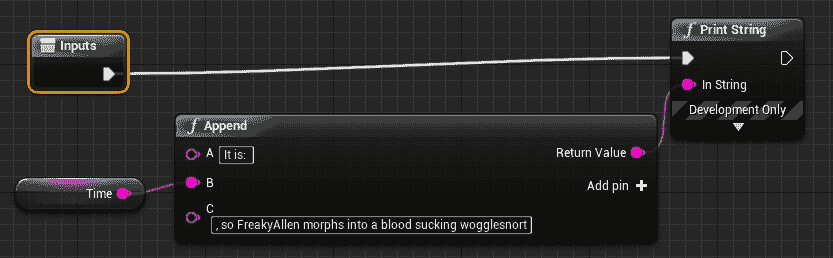 Inputs
Print String
In String
Development Only
Append
A It is:
Return Value
Time
B
Add pin
C
, so FreakyAllen morphs into a blood sucking wogglesnort